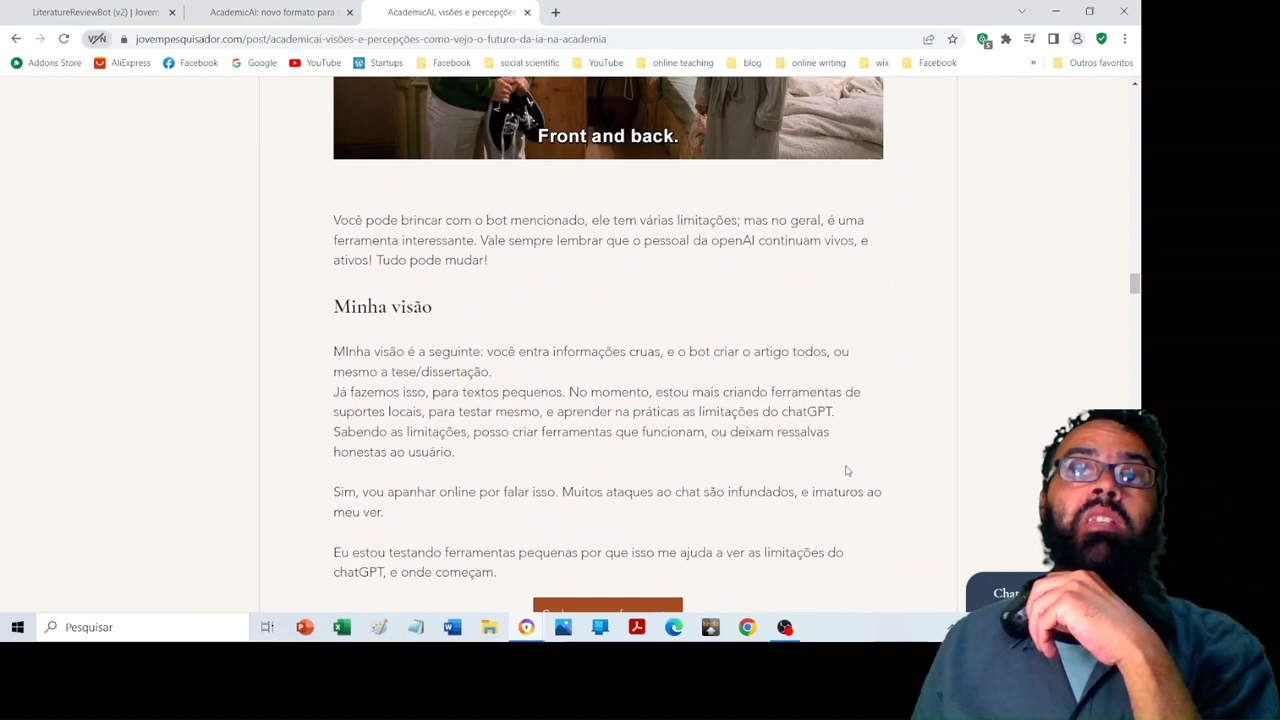 LiteratureReviewBot (v2) | Jovem
AcademicAI: novo formato para
AcademicAI, visões e percepções
jovempesquisador.com/post/academicai-visões-e-percepções-como-vejo-o-futuro-da-ia-na-academia
Addons Store
AliExpress
Facebook
Google
YouTube
Startups
Facebook
social scientific
YouTube
online teaching
blog
online writing
wix
Facebook
»
Outros favoritos
Front and back.
Você pode brincar com o bot mencionado, ele tem várias limitações; mas no geral, é uma
ferramenta interessante. Vale sempre lembrar que o pessoal da openAI continuam vivos, e
ativos! Tudo pode mudar!
Minha visão
MInha visão é a seguinte: você entra informações cruas, e o bot criar o artigo todos, ou
mesmo a tese/dissertação.
Já fazemos isso, para textos pequenos. No momento, estou mais criando ferramentas de
suportes locais, para testar mesmo, e aprender na práticas as limitações do chatGPT.
Sabendo as limitações, posso criar ferramentas que funcionam, ou deixam ressalvas
honestas ao usuário.
Sim, vou apanhar online por falar isso. Muitos ataques ao chat são infundados, e imaturos ao
meu ver.
Eu estou testando ferramentas pequenas por que isso me ajuda a ver as limitações do
chatGPT, e onde começam.
Chat
Pesquisar